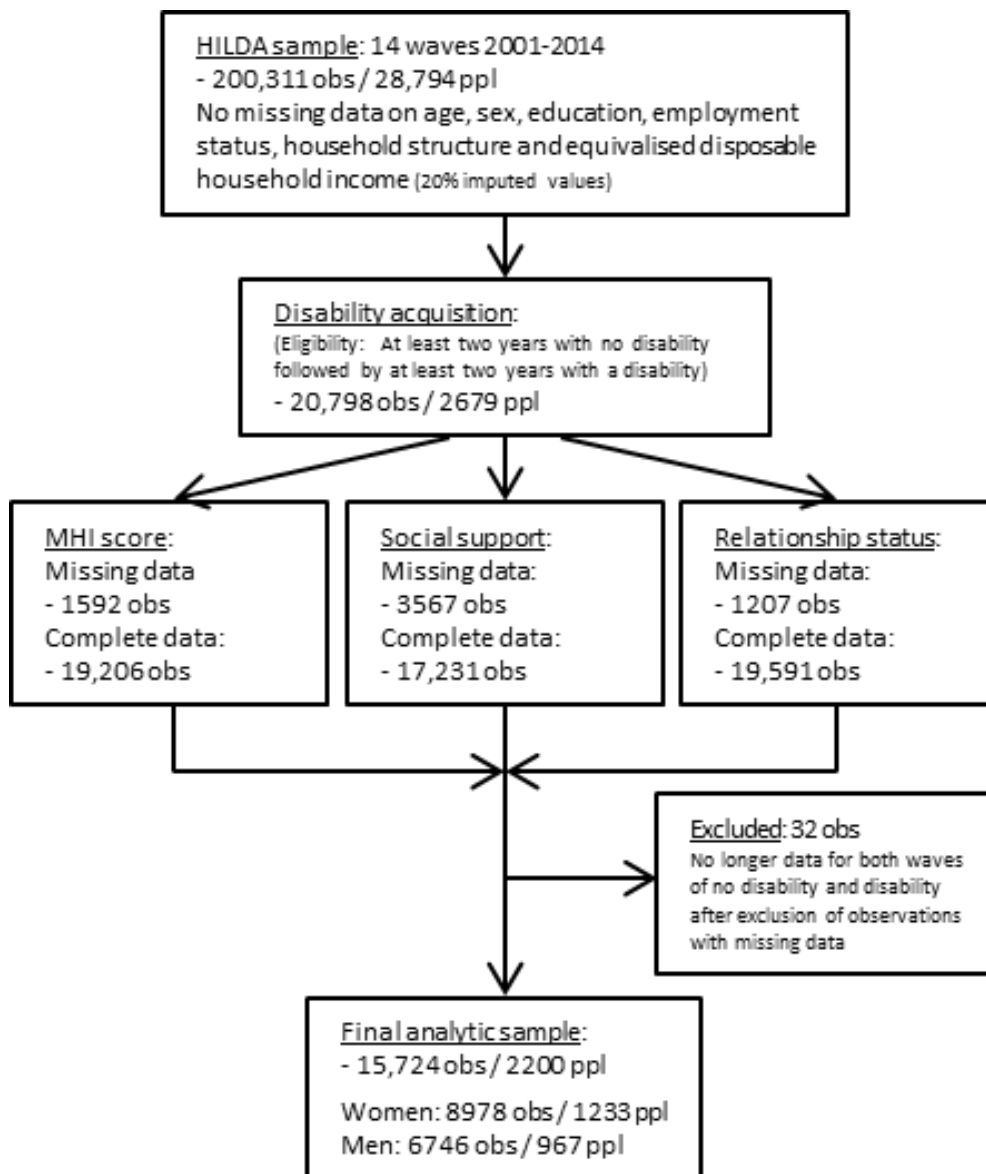 HILDA sample: 14 waves 2001-2014
- 200,311 obs / 28,794 ppl
No missing data on age, sex, education, employment
status, household structure and equivalised disposable
household income (20% imputed values)
Disability acquisition:
(Eligibility: At least two years with no disability
followed by at least two years with a disability)
- 20,798 obs / 2679 ppl
MHI score:
Missing data
- 1592 obs
Complete data:
- 19,206 obs
Social support:
Missing data:
- 3567 obs
Complete data:
- 17,231 obs
Relationship status:
Missing data:
- 1207 obs
Complete data:
- 19,591 obs
Excluded: 32 obs
No longer data for both waves
of no disability and disability
after exclusion of observations
with missing data
Final analytic sample:
- 15,724 obs / 2200 ppl
Women: 8978 obs / 1233 ppl
Men: 6746 obs / 967 ppl